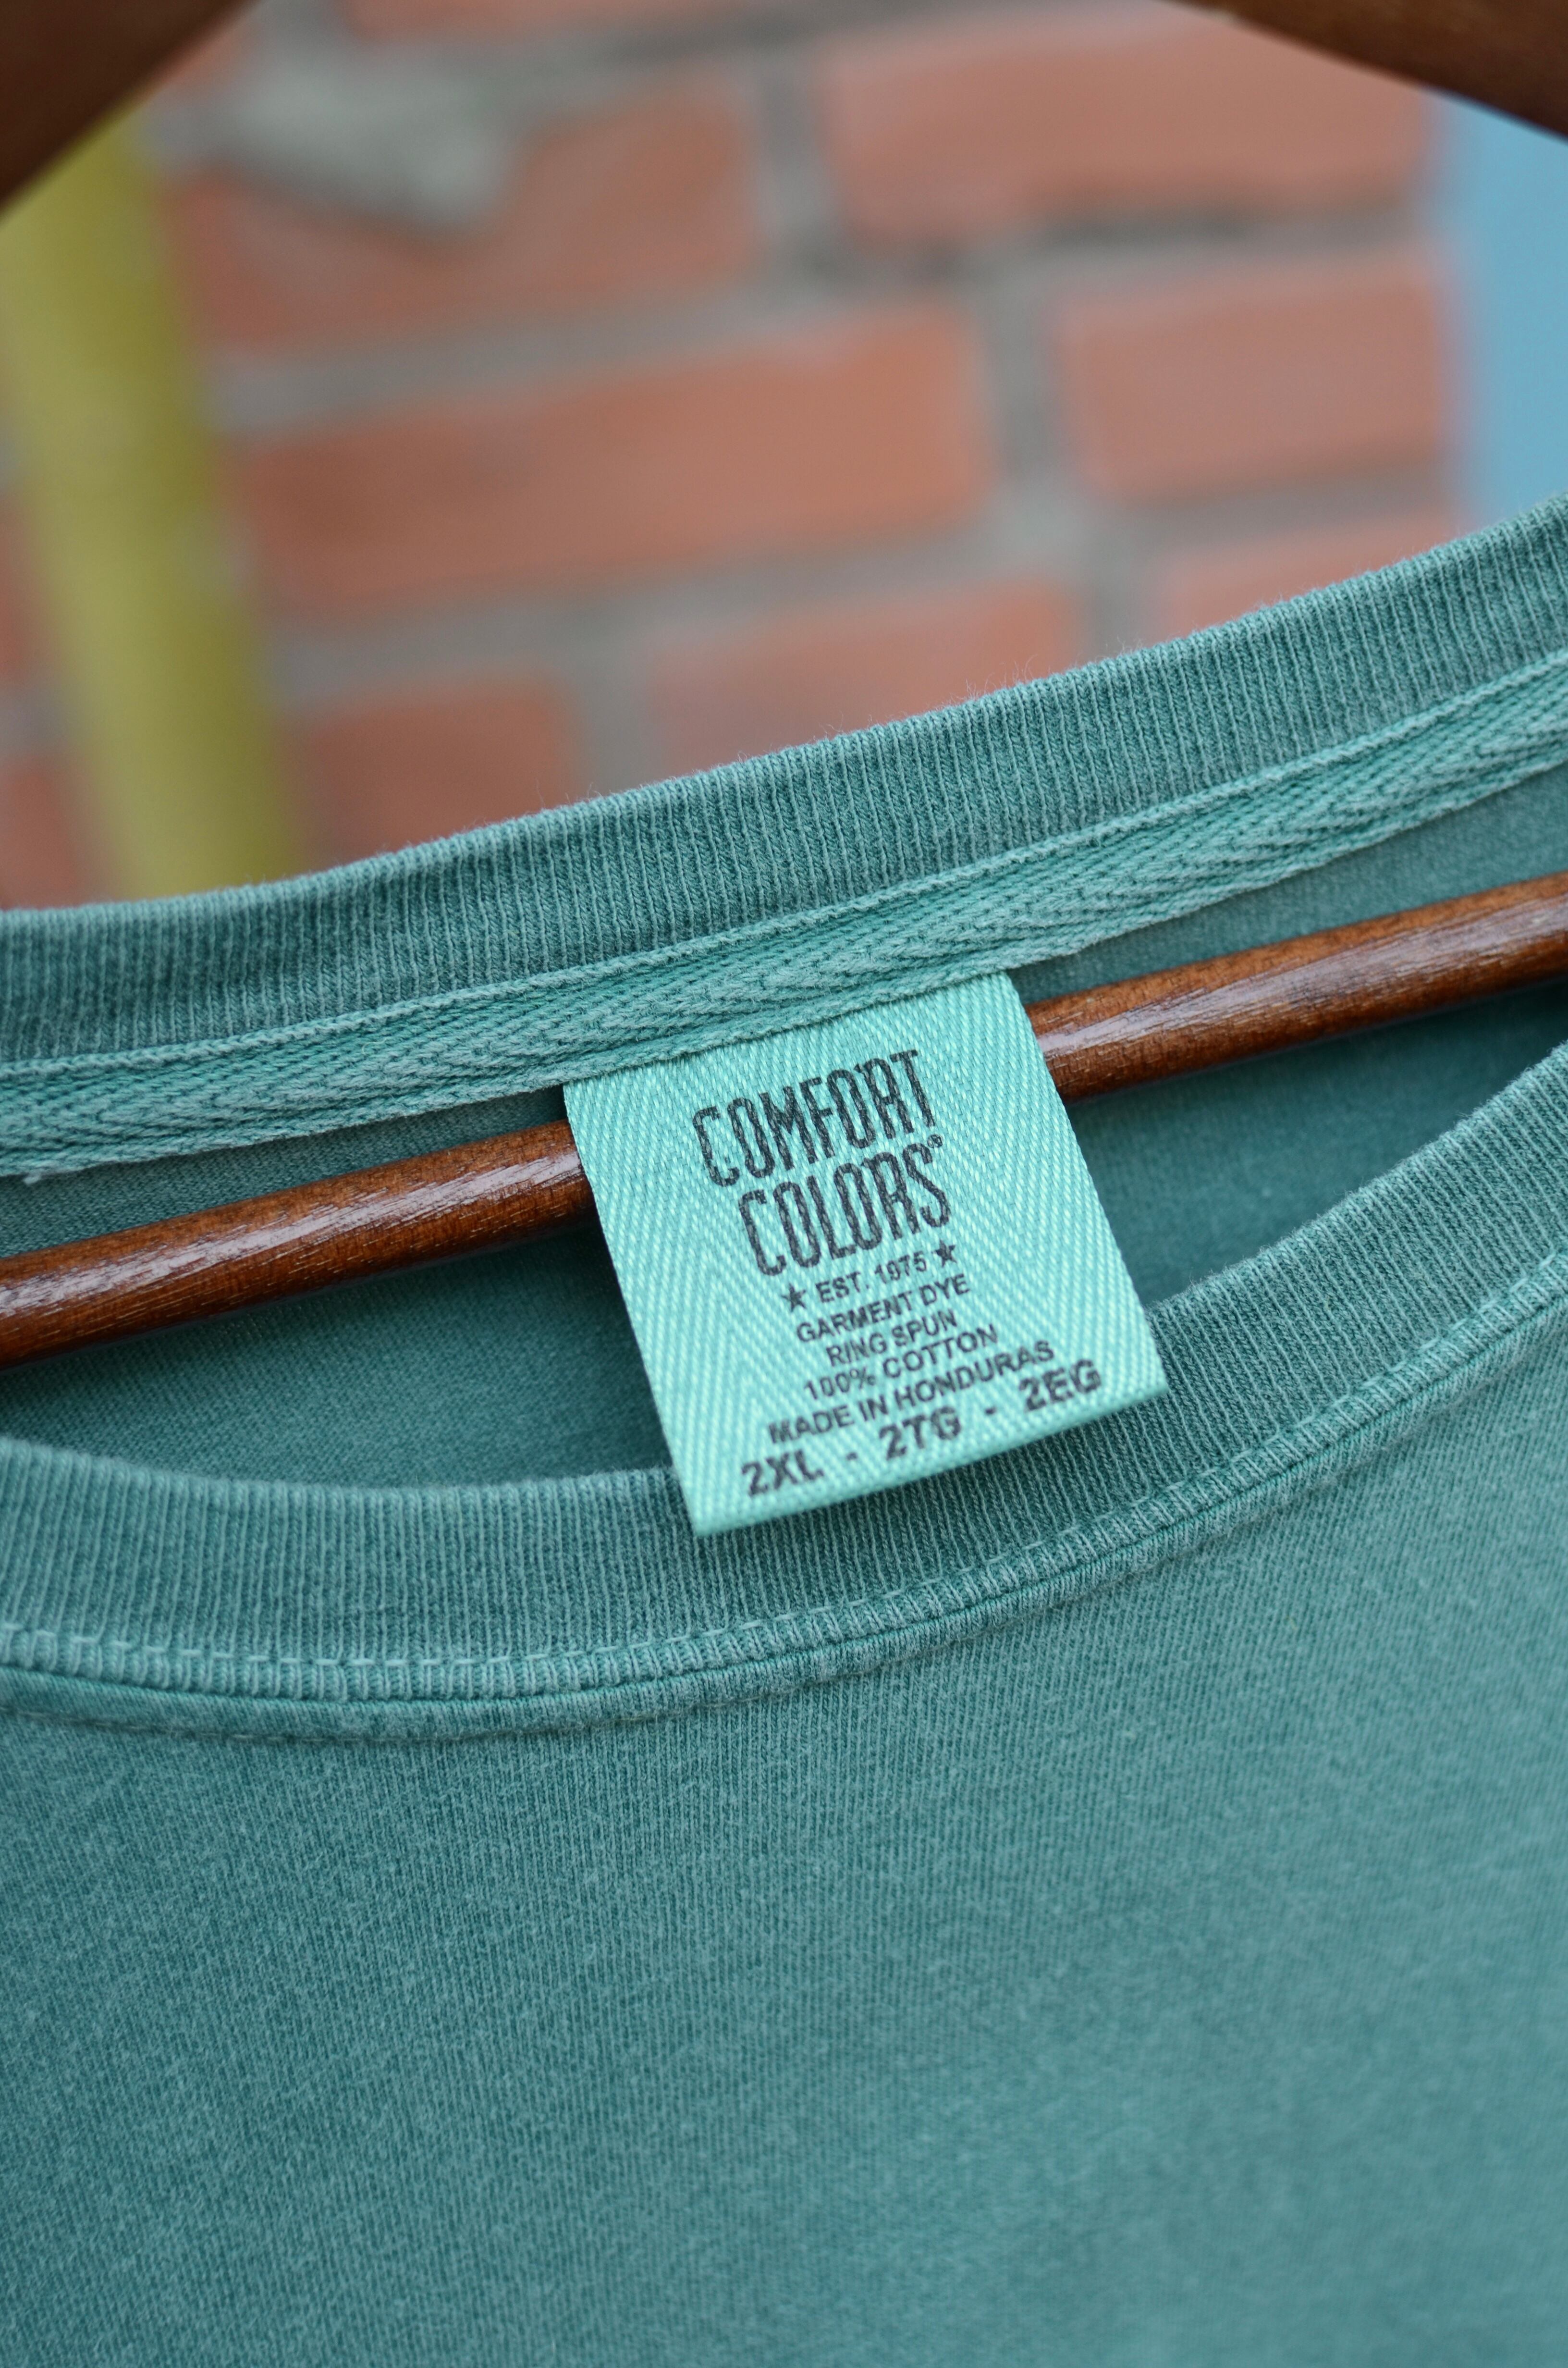 COMFORT
COLORS®
★ EST. 1975 ★
GARMENT DYE
RING SPUN
100% COTTON
MADE IN HONDURAS
2XL - 2TG - 2EG